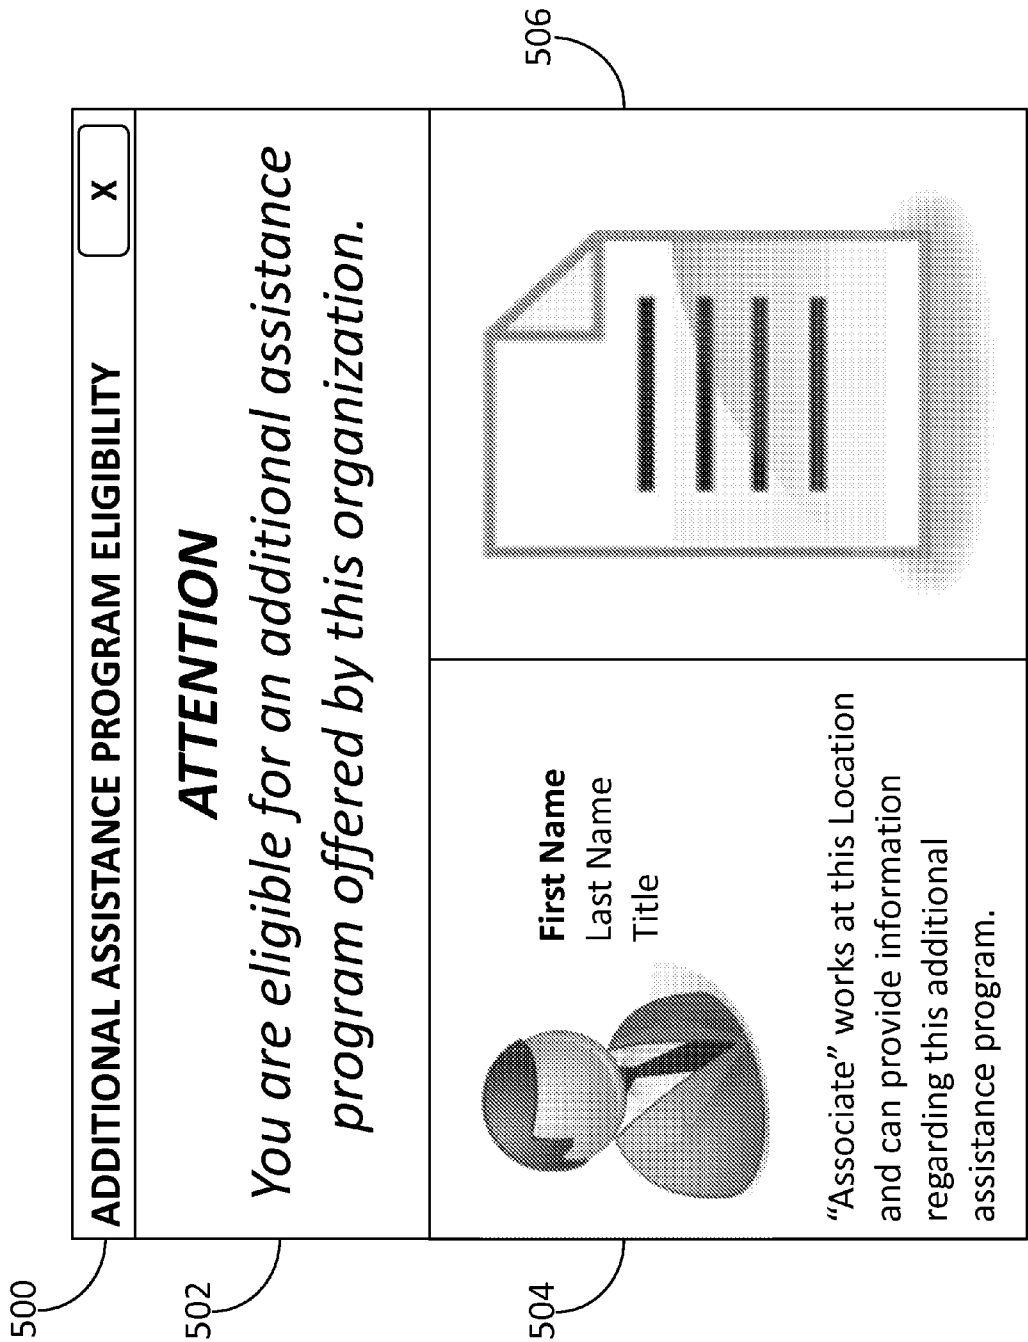 500
ADDITIONAL ASSISTANCE PROGRAM ELIGIBILITY
X
502
ATTENTION
You are eligible for an additional assistance
program offered by this organization.
504
First Name
Last Name
Title
“Associate” works at this Location
and can provide information
regarding this additional
assistance program.
506